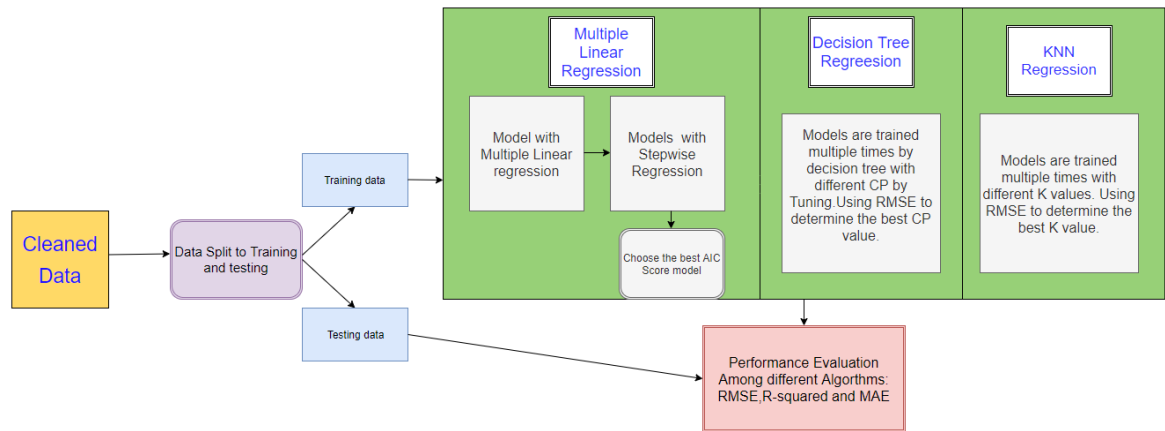 Cleaned
Data
Data Split to Training
and testing
Training data
Testing data
Multiple
Linear
Regression
Model with
Multiple Linear
regression
Models with
Stepwise
Regression
Choose the best AIC
Score model
Decision Tree
Regreesion
Models are trained
multiple times by
decision tree with
different CP by
Tuning.Using RMSE to
determine the best CP
value.
KNN
Regression
Models are trained
multiple times with
different K values. Using
RMSE to determine the
best K value.
Performance Evaluation
Among different Algorthms:
RMSE,R-squared and MAE